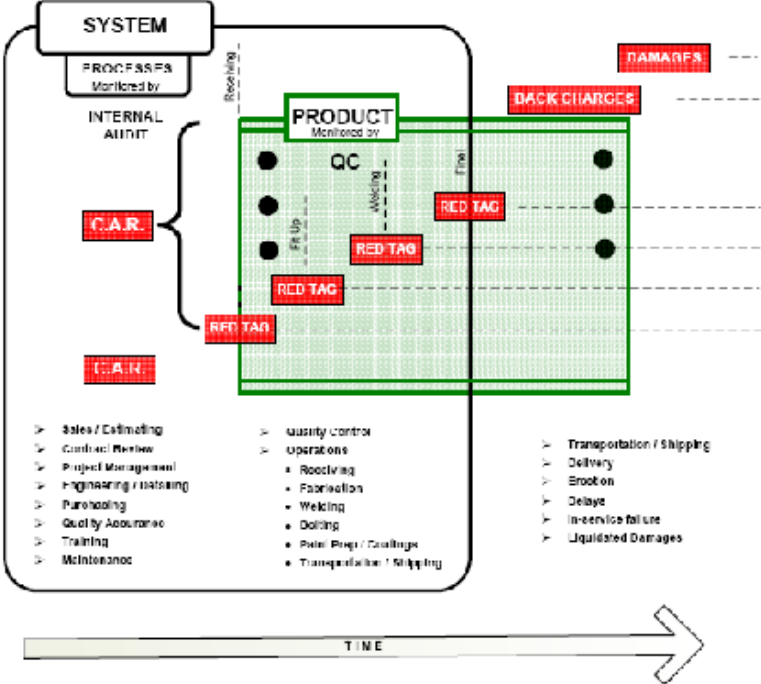 SYSTEM
PROCESSES
Monitored by
INTERNAL
AUDIT
C.A.R.
C.A.R.
Receiving
PRODUCT
Monitored by
QC
Fit Up
Welding
Final
RED TAG
RED TAG
RED TAG
RED TAG
BACK CHARGES
DAMAGES
Sales / Estimating
Contract Review
Project Management
Engineering / Detailing
Purchasing
Quality Assurance
Training
Maintenance
Quality Control
Operations
Receiving
Fabrication
Welding
Bolting
Paint Prep / Coatings
Transportation / Shipping
Transportation / Shipping
Delivery
Erection
Delays
In-service failure
Liquidated Damages
TIME